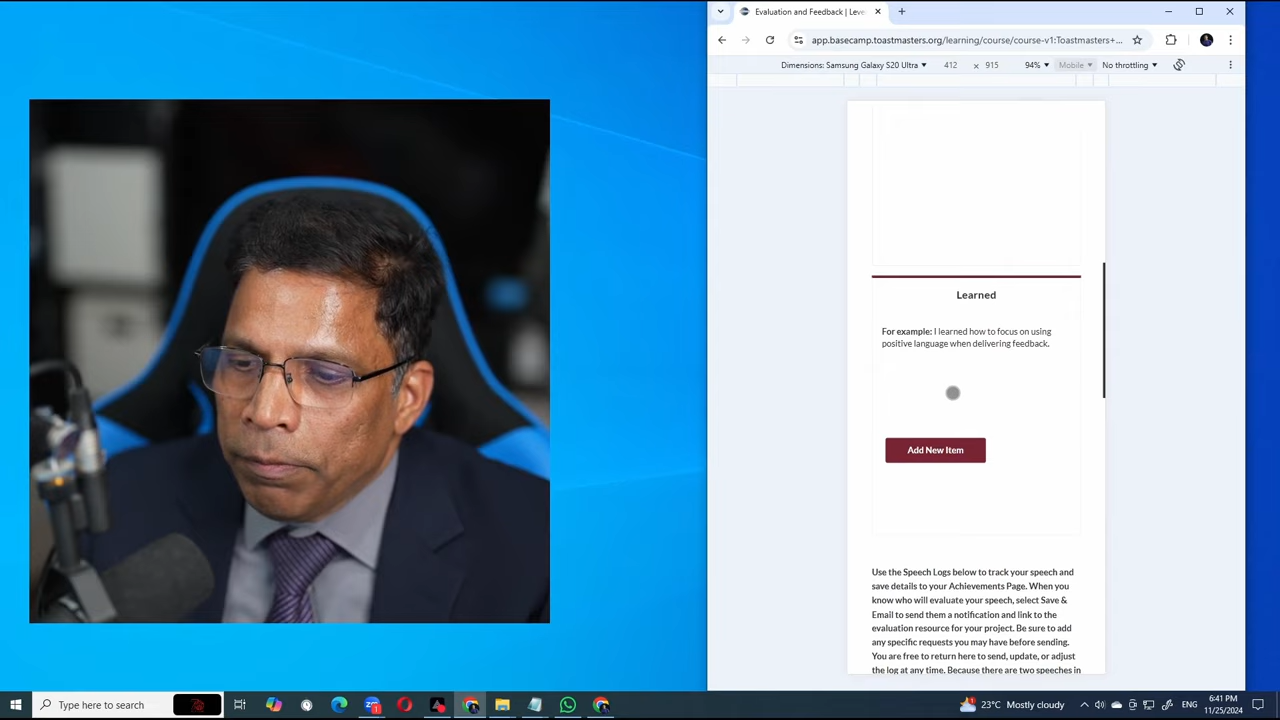 Evaluation and Feedback | Leve
app.basecamp.toastmasters.org/learning/course/course-v1:Toastmasters+...
Dimensions: Samsung Galaxy S20 Ultra 412 × 915 94% Mobile No throttling
Learned
For example: I learned how to focus on using
positive language when delivering feedback.
Add New Item
Use the Speech Logs below to track your speech and
save details to your Achievements Page. When you
know who will evaluate your speech, select Save &
Email to send them a notification and link to the
evaluation resource for your project. Be sure to add
any specific requests you may have before sending.
You are free to return here to send, update, or adjust
the log at any time. Because there are two speeches in
Type here to search
23°C Mostly cloudy
ENG
6:41 PM
11/25/2024